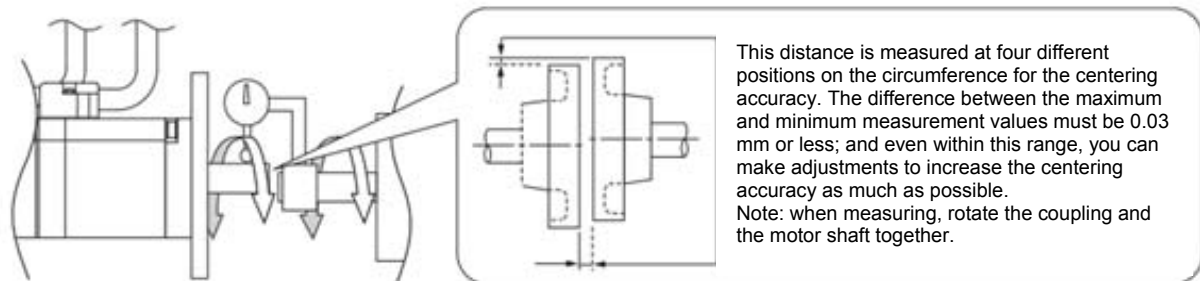 This distance is measured at four different
positions on the circumference for the centering
accuracy. The difference between the maximum
and minimum measurement values must be 0.03
mm or less; and even within this range, you can
make adjustments to increase the centering
accuracy as much as possible.
Note: when measuring, rotate the coupling and
the motor shaft together.